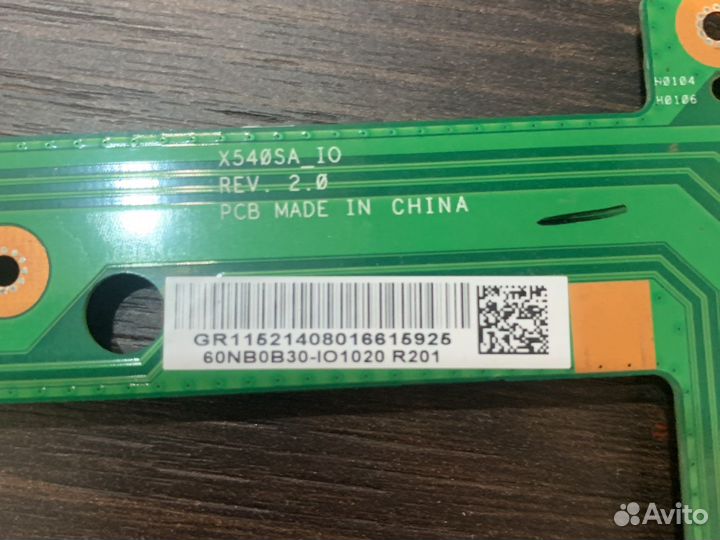 H0104
H0106
X540SA_IO
REV. 2.0
PCB MADE IN CHINA
GR11521408016615925
60NB0B30-IO1020 R201
Avito